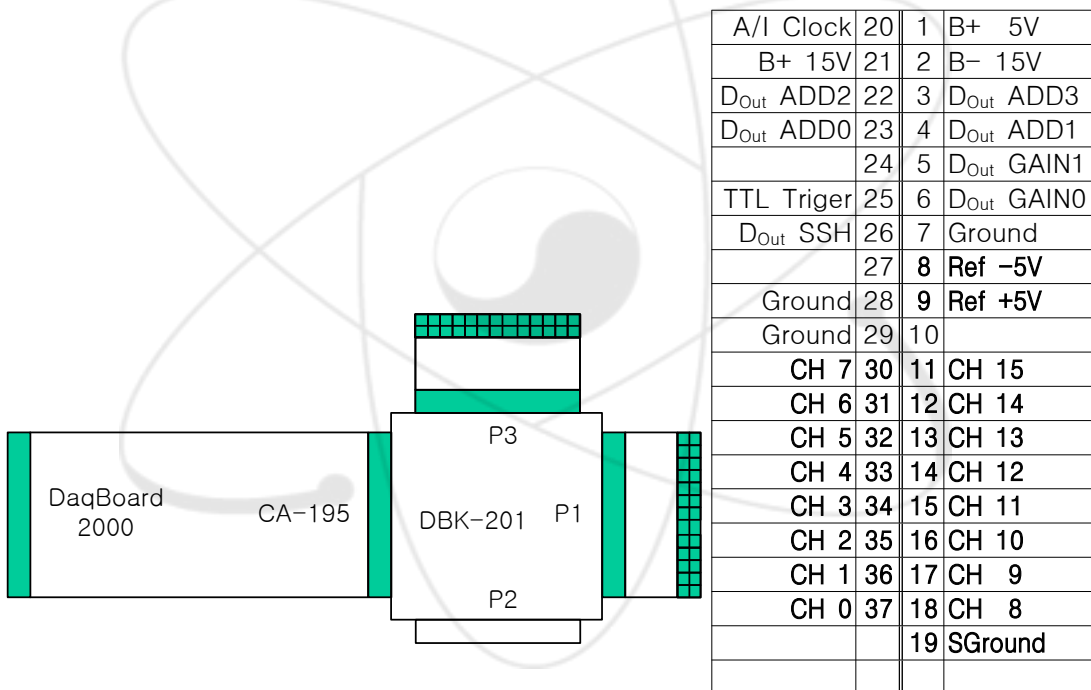 A/I Clock 20 1 B+ 5V
B+ 15V 21 2 B- 15V
DOut ADD2 22 3 DOut ADD3
DOut ADD0 23 4 DOut ADD1
24 5 DOut GAIN1
TTL Triger 25 6 DOut GAIN0
DOut SSH 26 7 Ground
27 8 Ref -5V
Ground 28 9 Ref +5V
Ground 29 10
CH 7 30 11 CH 15
CH 6 31 12 CH 14
CH 5 32 13 CH 13
CH 4 33 14 CH 12
CH 3 34 15 CH 11
CH 2 35 16 CH 10
CH 1 36 17 CH 9
CH 0 37 18 CH 8
19 SGround
P3
DaqBoard
2000
CA-195
DBK-201
P1
P2